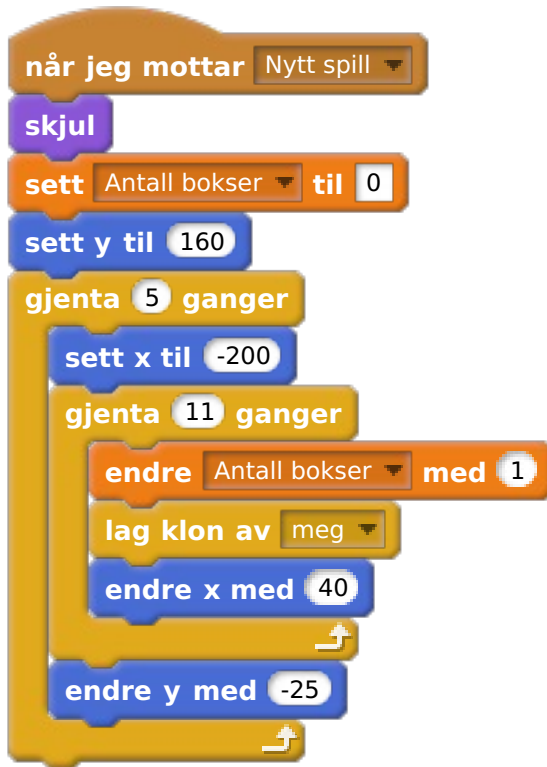 når jeg mottar Nytt spill
skjul
sett Antall bokser til 0
sett y til 160
gjenta 5 ganger
sett x til -200
gjenta 11 ganger
endre Antall bokser med 1
lag klon av meg
endre x med 40
endre y med -25